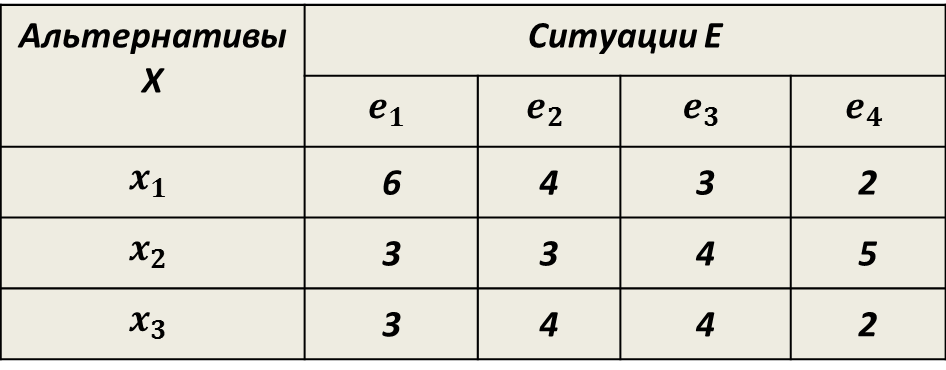 Альтернативы Ситуации E
X
e₁ e₂ e₃ e₄
x₁ 6 4 3 2
x₂ 3 3 4 5
x₃ 3 4 4 2